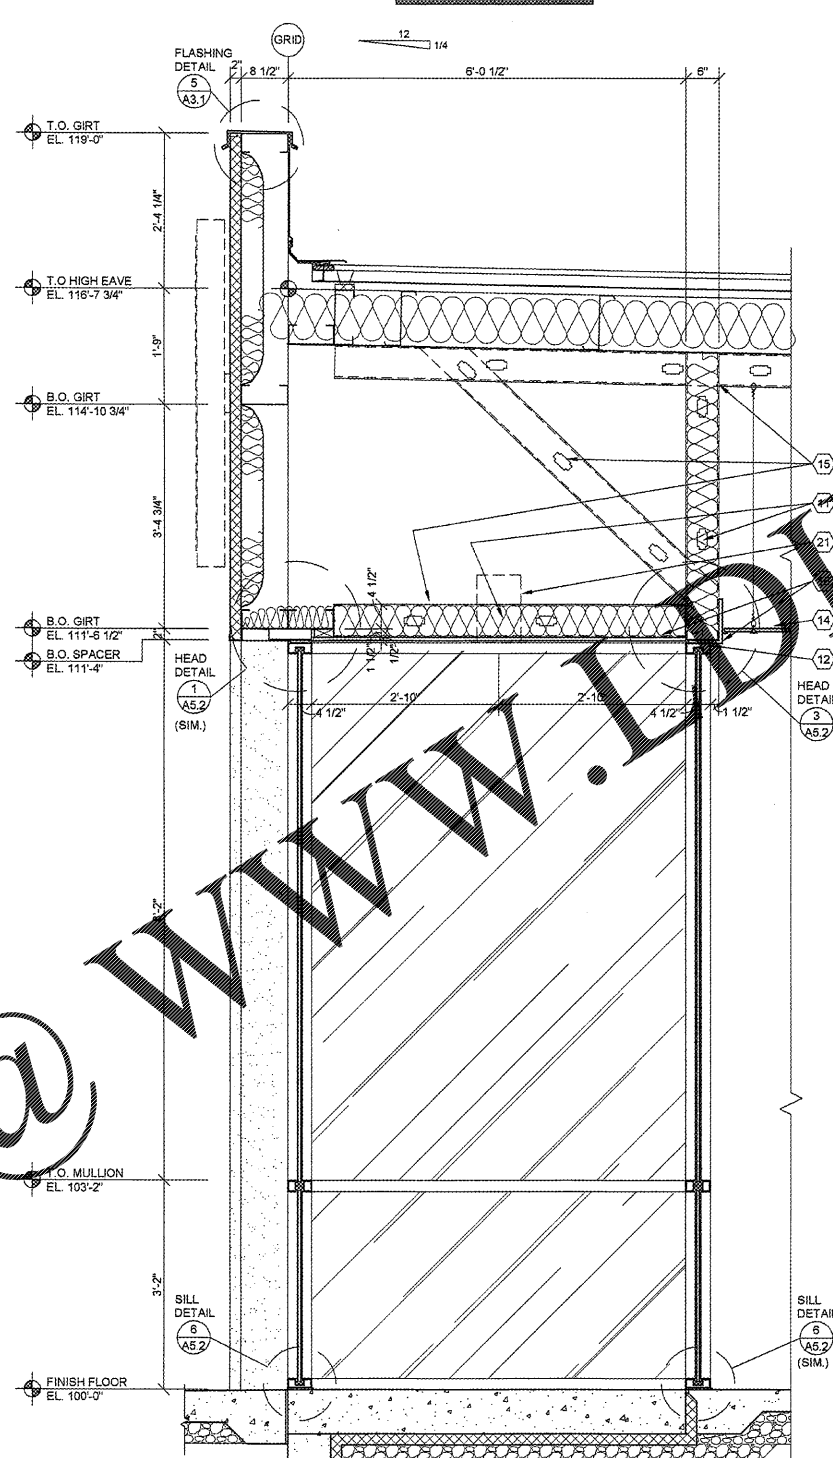 GRID
12
1/4
FLASHING
DETAIL
5
A3.1
2"
8 1/2"
6'-0 1/2"
6"
T.O. GIRT
EL. 119'-0"
2'-4 1/4"
T.O HIGH EAVE
EL. 116'-7 3/4"
1'-9"
B.O. GIRT
EL. 114'-10 3/4"
15
3'-4 3/4"
21
4 1/2"
14
B.O. GIRT
EL. 111'-6 1/2"
2"
B.O. SPACER
EL. 111'-4"
1 1/2"
1/2"
12
HEAD
DETAIL
1
A5.2
(SIM.)
HEAD
DETAIL
3
A5.2
2'-10"
2'-10"
4 1/2"
4 1/2"
1 1/2"
@ WWW.
T.O. MULLION
EL. 103'-2"
3'-2"
SILL
DETAIL
6
A5.2
SILL
DETAIL
6
A5.2
(SIM.)
FINISH FLOOR
EL. 100'-0"